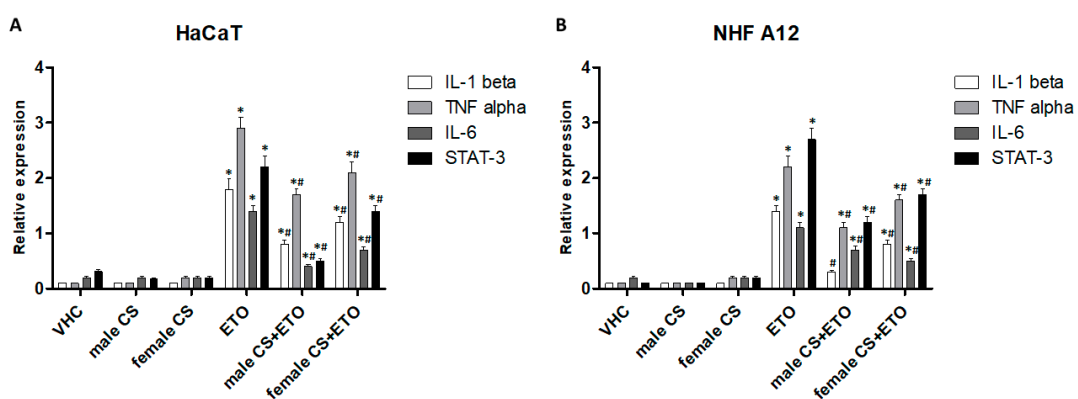 A
HaCaT
Relative expression
4
3
2
1
0
*
*
*
*
*#
*#
*#
*#
*#
*#
*#
*#
VHC
male CS
female CS
ETO
male CS+ETO
female CS+ETO
IL-1 beta
TNF alpha
IL-6
STAT-3
B
NHF A12
Relative expression
4
3
2
1
0
*
*
*
*
#
*#
*#
*#
*#
*#
*#
*#
VHC
male CS
female CS
ETO
male CS+ETO
female CS+ETO
IL-1 beta
TNF alpha
IL-6
STAT-3